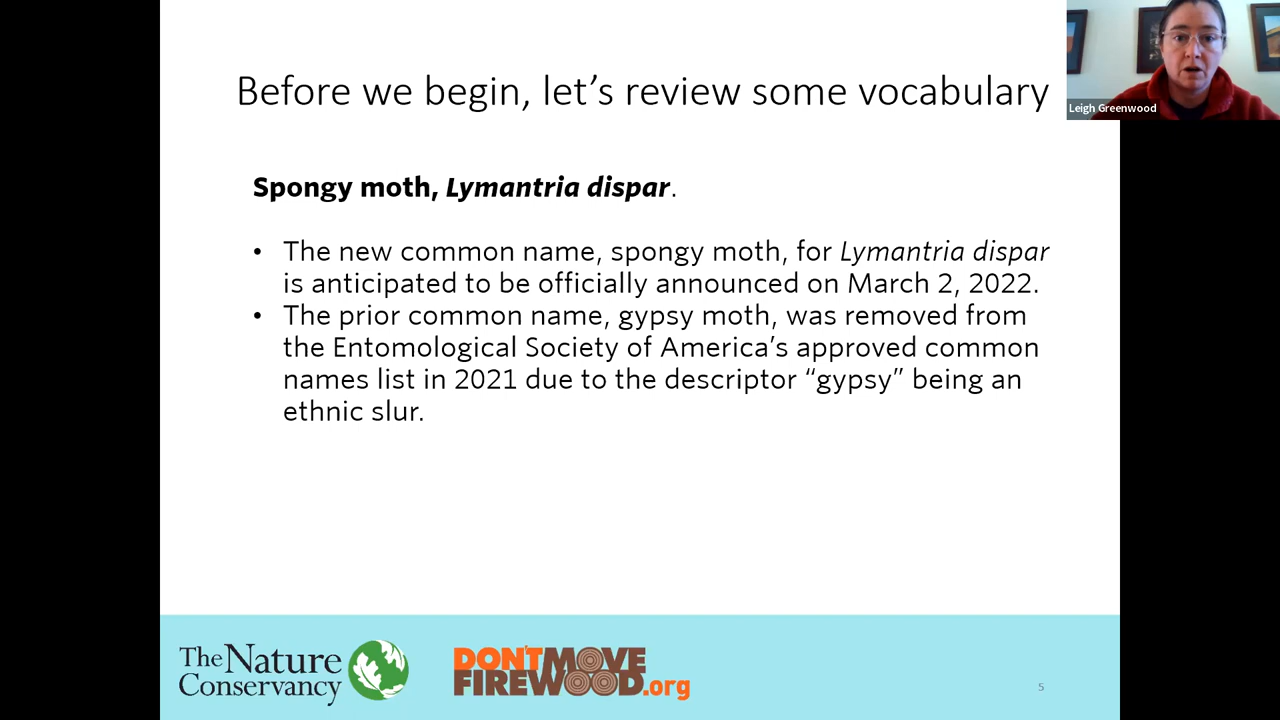 Before we begin, let's review some vocabulary
Leigh Greenwood
Spongy moth, Lymantria dispar.
• The new common name, spongy moth, for Lymantria dispar
is anticipated to be officially announced on March 2, 2022.
• The prior common name, gypsy moth, was removed from
the Entomological Society of America's approved common
names list in 2021 due to the descriptor “gypsy” being an
ethnic slur.
The Nature
Conservancy
DON'T MOVE
FIREWOOD.org
5